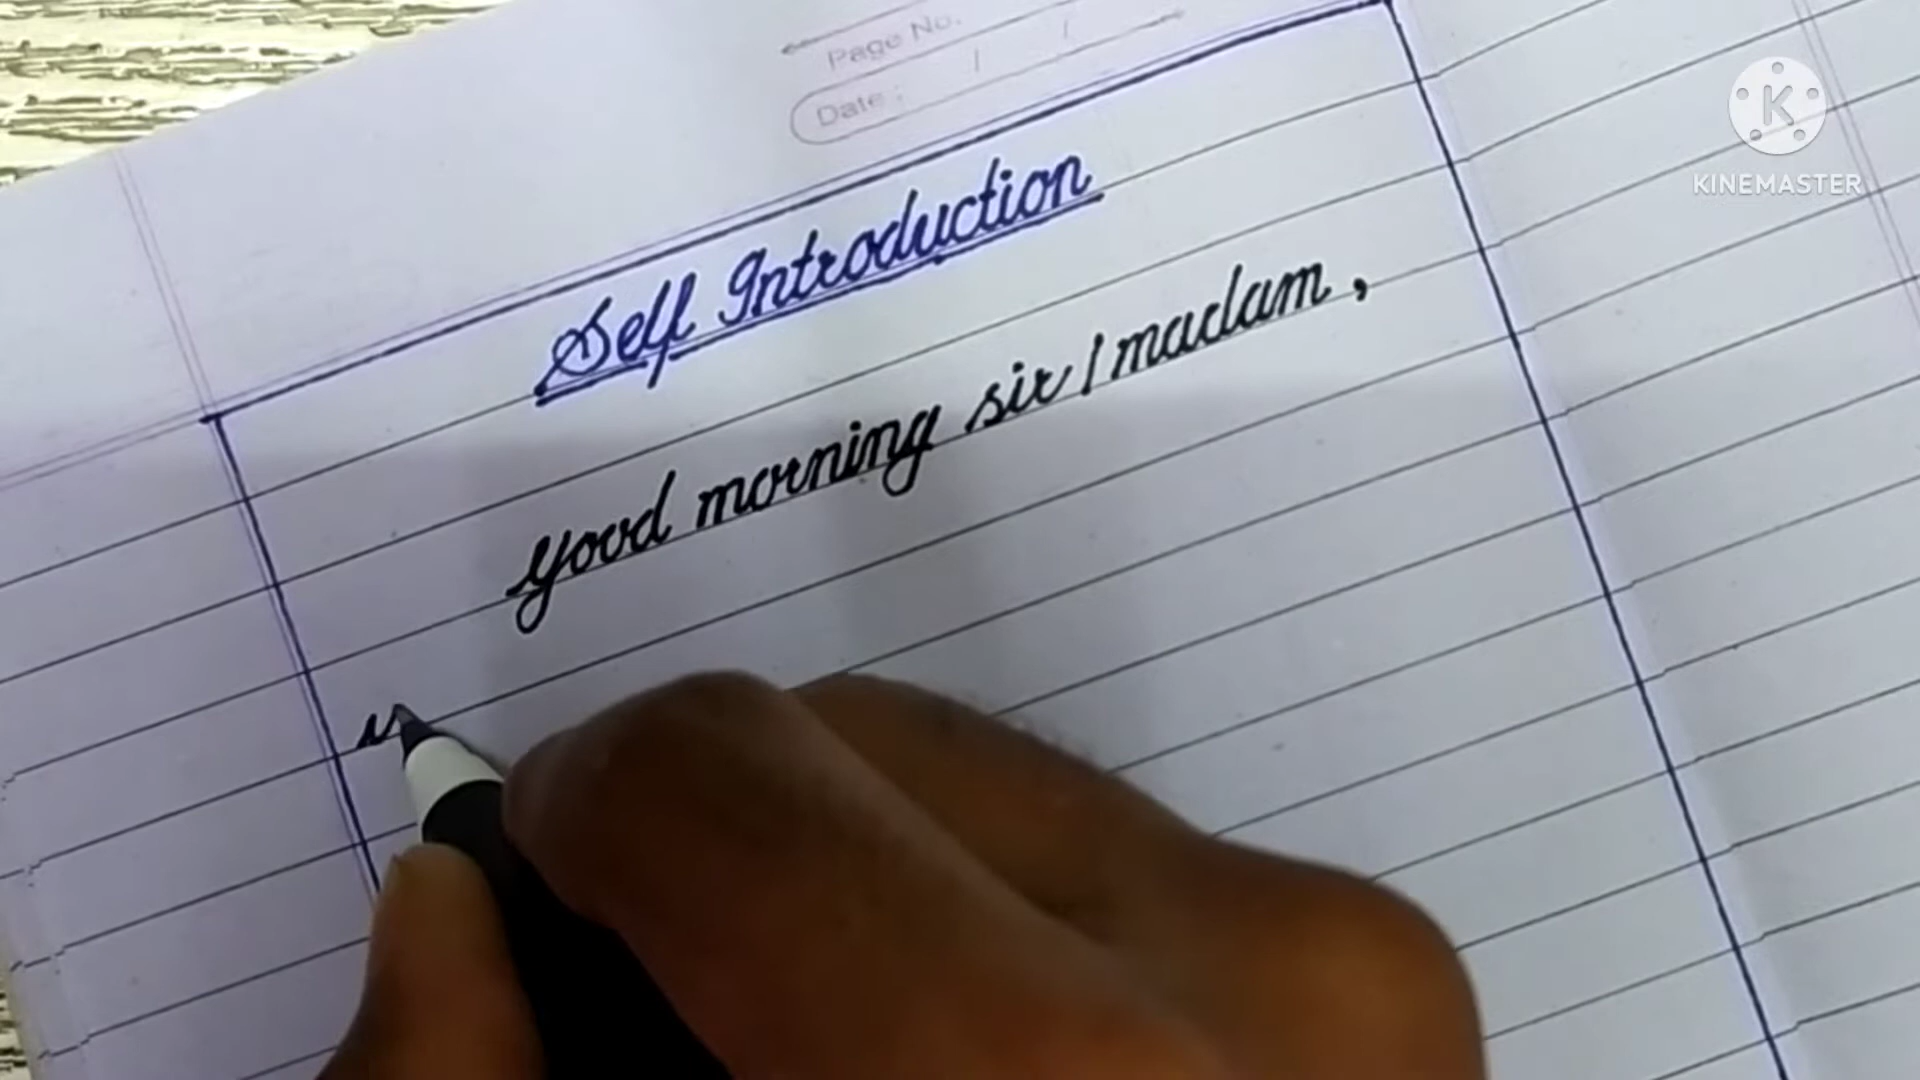 Page No.
Date : / /
Self Introduction
Good morning sir / madam,
KINEMASTER